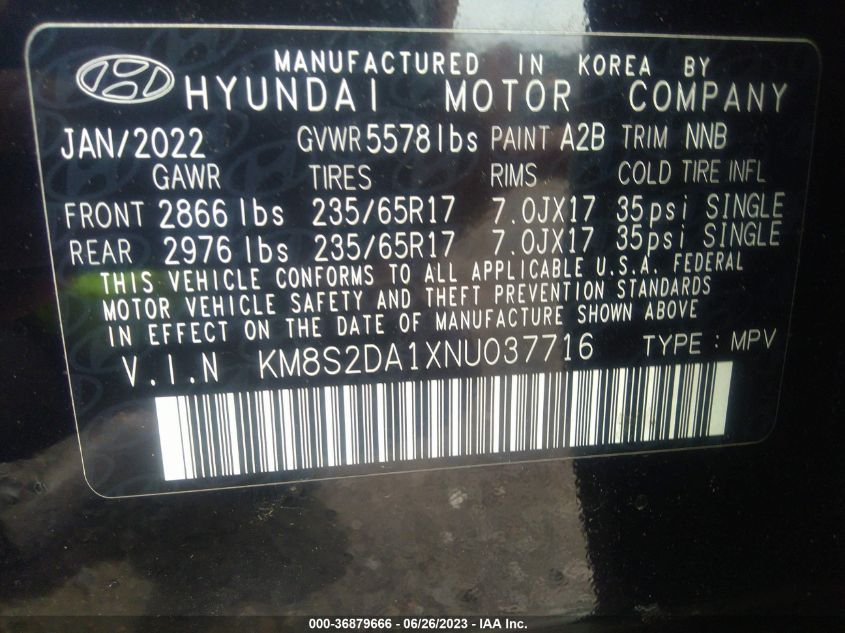 MANUFACTURED IN KOREA BY
HYUNDAI MOTOR COMPANY
JAN/2022 GVWR 5578lbs PAINT A2B TRIM NNB
GAWR TIRES RIMS COLD TIRE INFL
FRONT 2866 lbs 235/65R17 7.0JX17 35psi SINGLE
REAR 2976 lbs 235/65R17 7.0JX17 35psi SINGLE
THIS VEHICLE CONFORMS TO ALL APPLICABLE U.S.A. FEDERAL
MOTOR VEHICLE SAFETY AND THEFT PREVENTION STANDARDS
IN EFFECT ON THE DATE OF MANUFACTURE SHOWN ABOVE
V.I.N KM8S2DA1XNU037716 TYPE : MPV
000-36879666 - 06/26/2023 - IAA Inc.